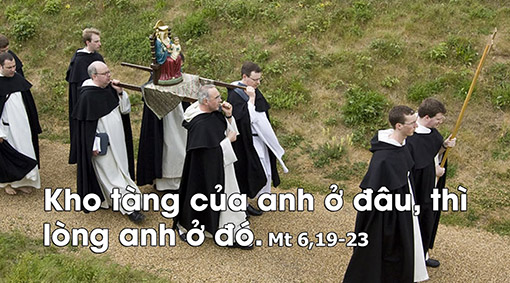 Kho tàng của anh ở đâu, thì
lòng anh ở đó. Mt 6,19-23